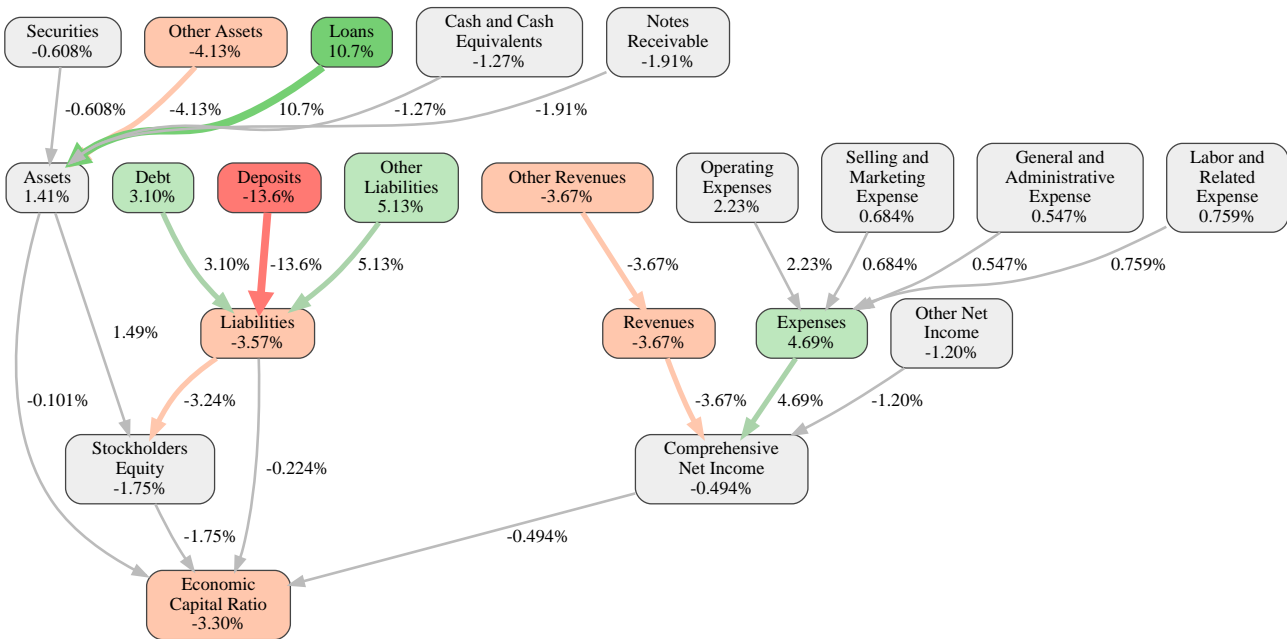 Securities
-0.608%
Other Assets
-4.13%
Loans
10.7%
Cash and Cash
Equivalents
-1.27%
Notes
Receivable
-1.91%
-0.608%
-4.13%
10.7%
-1.27%
-1.91%
Assets
1.41%
Debt
3.10%
Deposits
-13.6%
Other
Liabilities
5.13%
Other Revenues
-3.67%
Operating
Expenses
2.23%
Selling and
Marketing
Expense
0.684%
General and
Administrative
Expense
0.547%
Labor and
Related
Expense
0.759%
3.10%
-13.6%
5.13%
-3.67%
2.23%
0.684%
0.547%
0.759%
1.49%
Liabilities
-3.57%
Revenues
-3.67%
Expenses
4.69%
Other Net
Income
-1.20%
-0.101%
-3.24%
-3.67%
4.69%
-1.20%
Stockholders
Equity
-1.75%
-0.224%
Comprehensive
Net Income
-0.494%
-1.75%
-0.494%
Economic
Capital Ratio
-3.30%